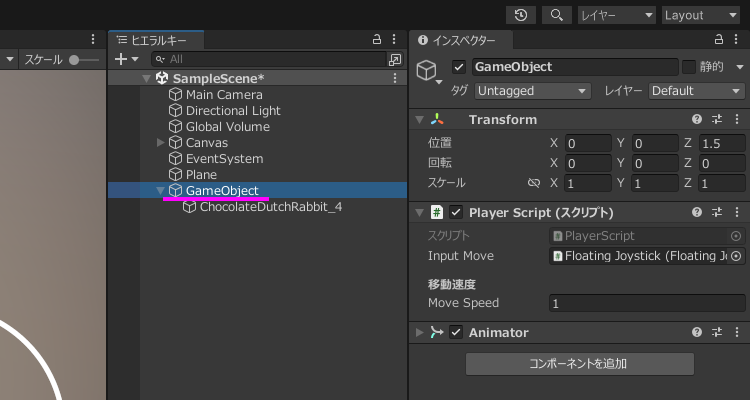 レイヤー
Layout
スケール
ヒエラルキー
All
SampleScene*
Main Camera
Directional Light
Global Volume
Canvas
EventSystem
Plane
GameObject
ChocolateDutchRabbit_4
インスペクター
GameObject
静的
タグ Untagged レイヤー Default
Transform
位置 X 0 Y 0 Z 1.5
回転 X 0 Y 0 Z 0
スケール X 1 Y 1 Z 1
Player Script (スクリプト)
スクリプト PlayerScript
Input Move Floating Joystick (Floating Jo
移動速度
Move Speed 1
Animator
コンポーネントを追加